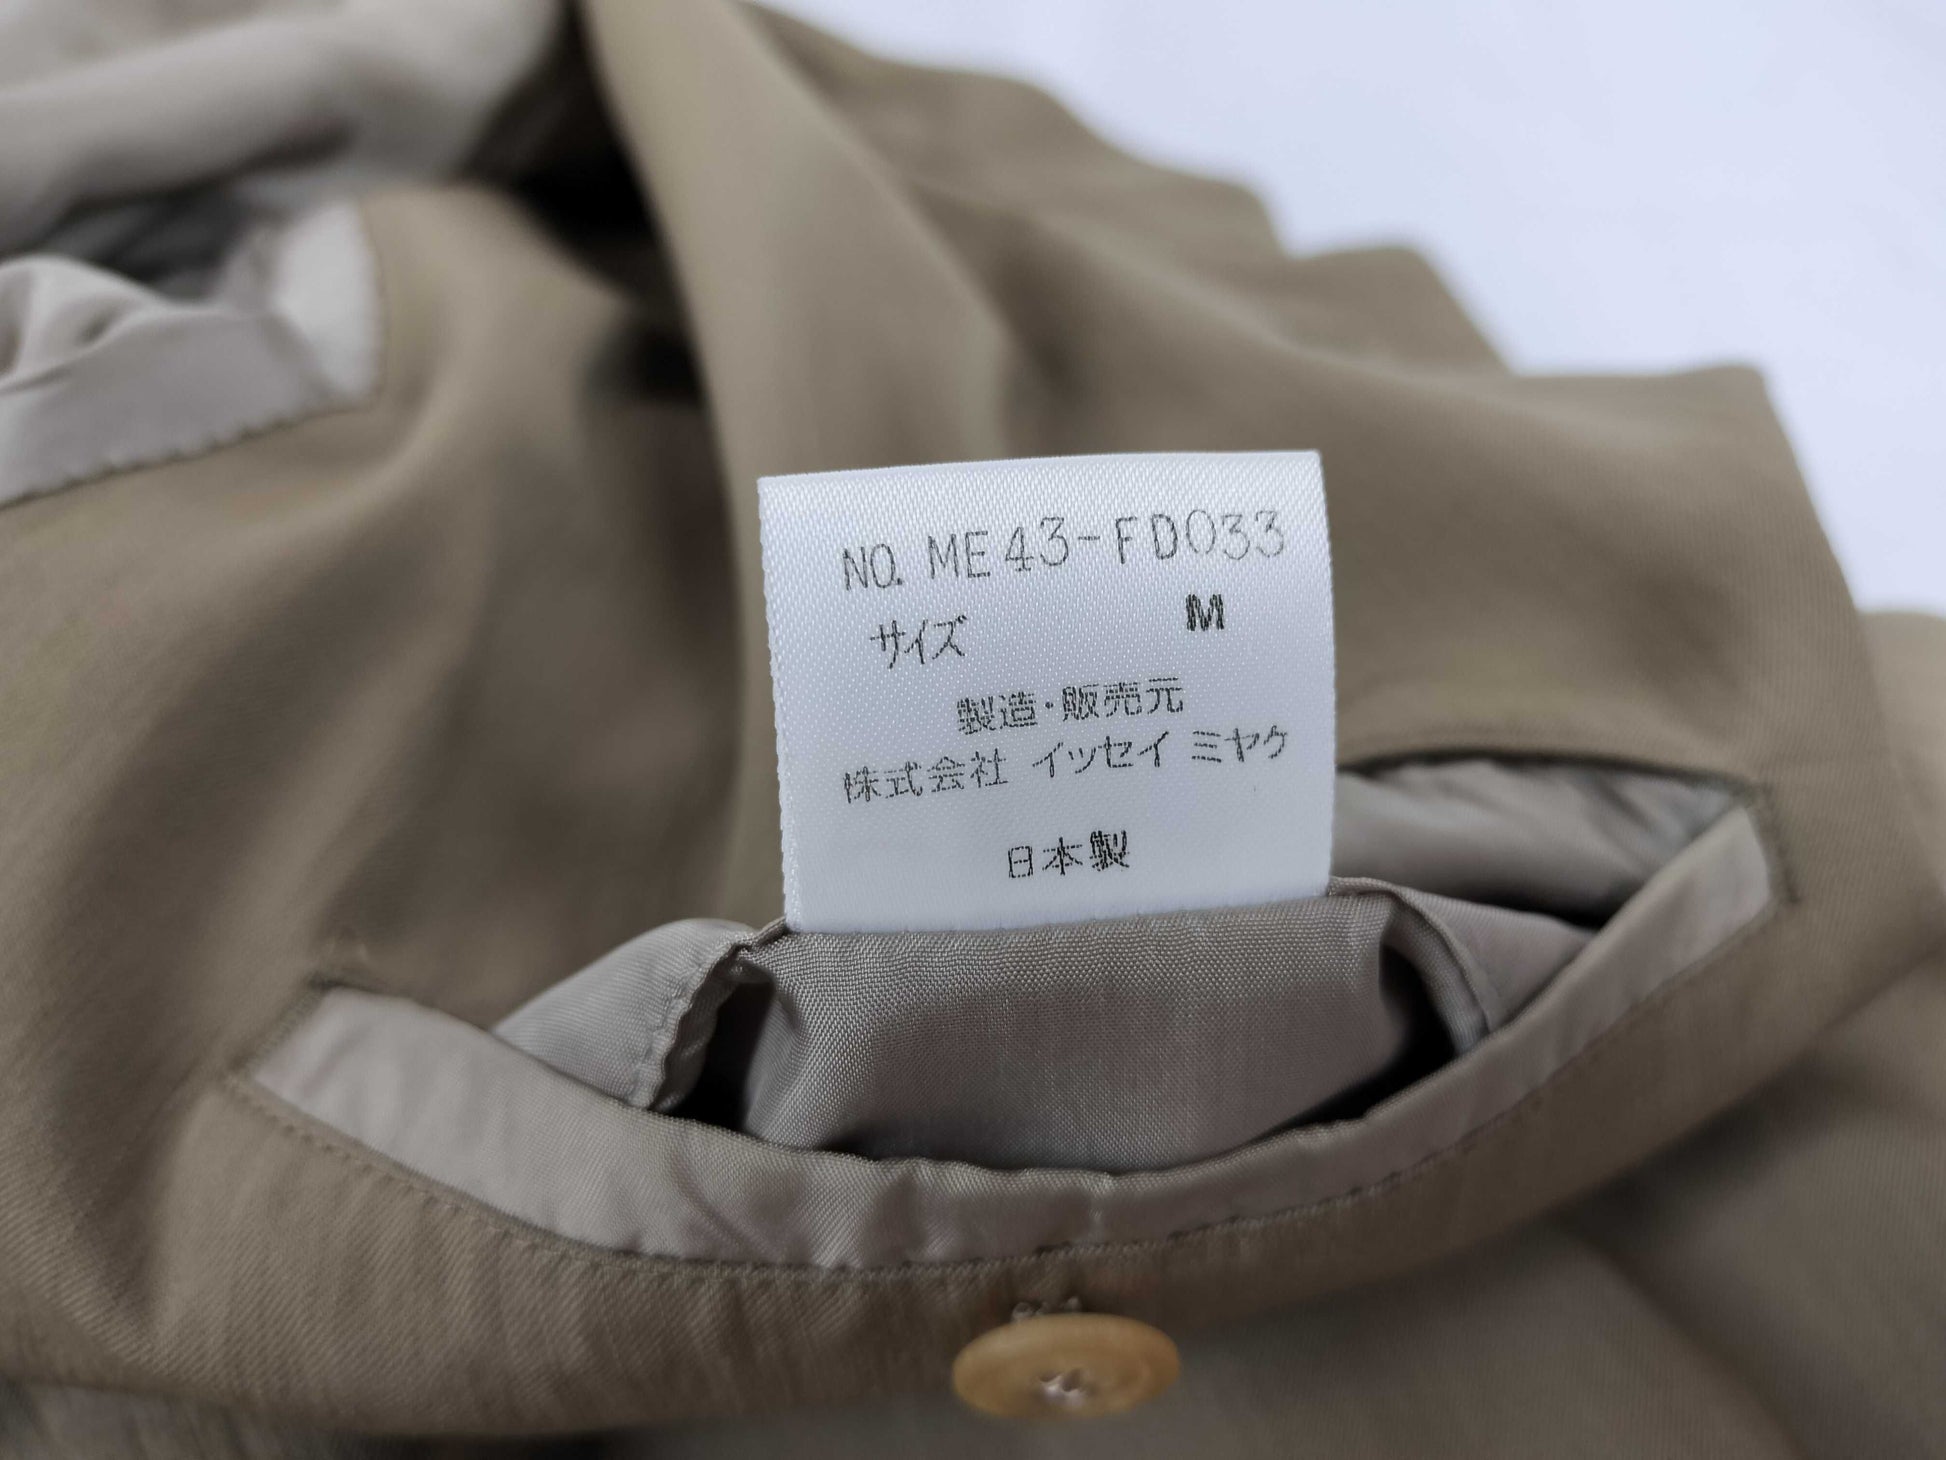 NO. ME43-FD033
サイズ M
製造・販売元
株式会社 イッセイ ミヤケ
日本製